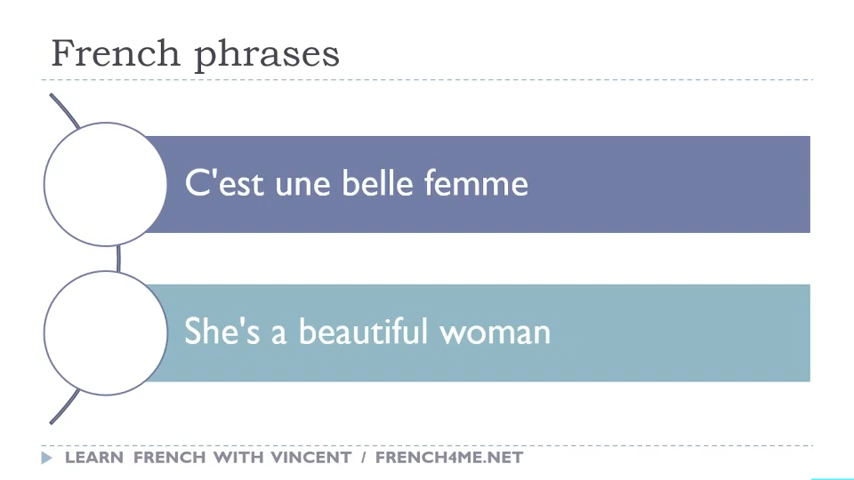 French phrases
C'est une belle femme
She's a beautiful woman
LEARN FRENCH WITH VINCENT / FRENCH4ME.NET